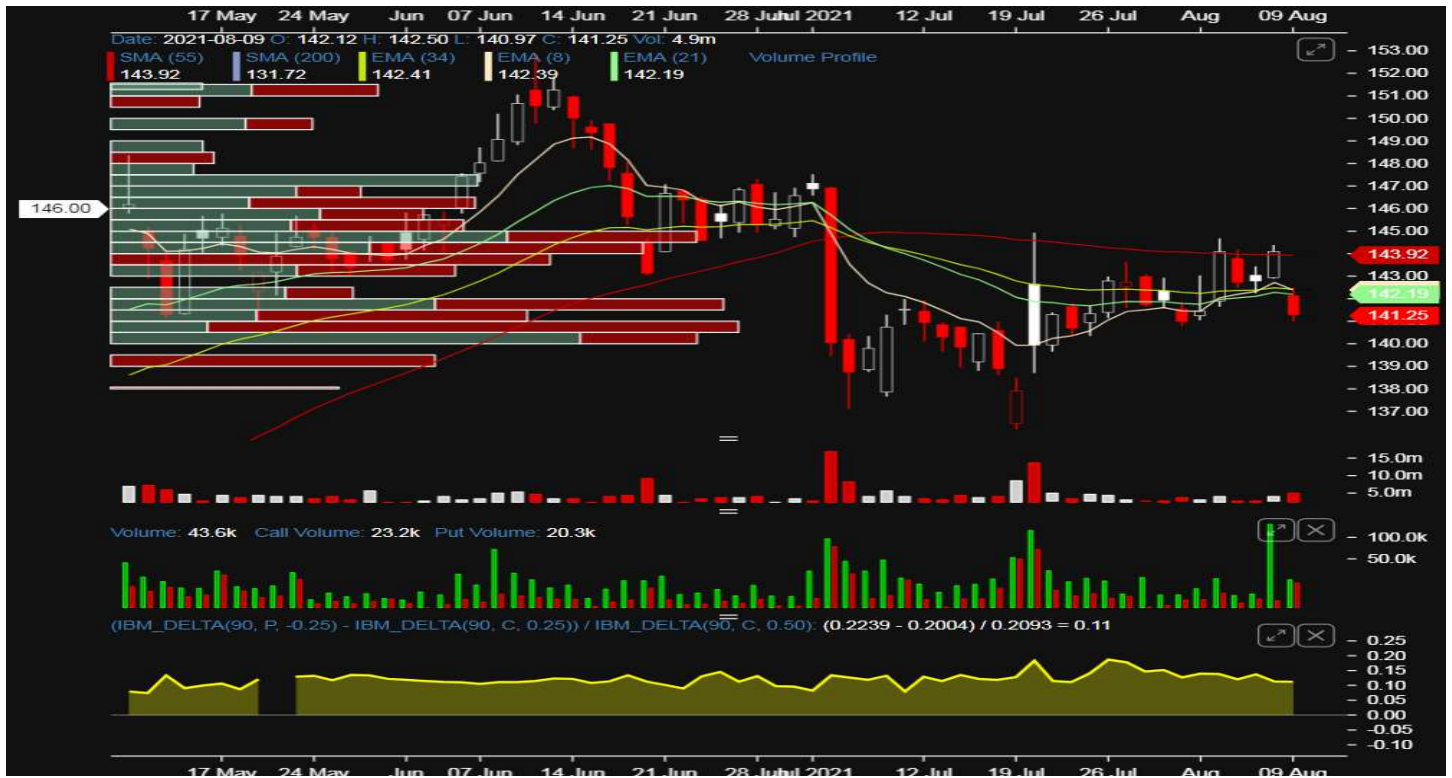 17 May 24 May Jun 07 Jun 14 Jun 21 Jun 28 Jun Jul 2021 12 Jul 19 Jul 26 Jul Aug 09 Aug
Date: 2021-08-09 O: 142.12 H: 142.50 L: 140.97 C: 141.25 Vol: 4.9m
SMA (55) SMA (200) EMA (34) EMA (8) EMA (21) Volume Profile
143.92 131.72 142.41 142.39 142.19
153.00
152.00
151.00
150.00
149.00
148.00
147.00
146.00
146.00
145.00
143.92
143.00
142.19
141.25
140.00
139.00
138.00
137.00
15.0m
10.0m
5.0m
Volume: 43.6k Call Volume: 23.2k Put Volume: 20.3k
100.0k
50.0k
(IBM_DELTA(90, P, -0.25) - IBM_DELTA(90, C, 0.25)) / IBM_DELTA(90, C, 0.50): (0.2239 - 0.2004) / 0.2093 = 0.11
0.25
0.20
0.15
0.10
0.05
0.00
-0.05
-0.10
17 May 24 May Jun 07 Jun 14 Jun 21 Jun 28 Jun Jul 2021 12 Jul 19 Jul 26 Jul Aug 09 Aug